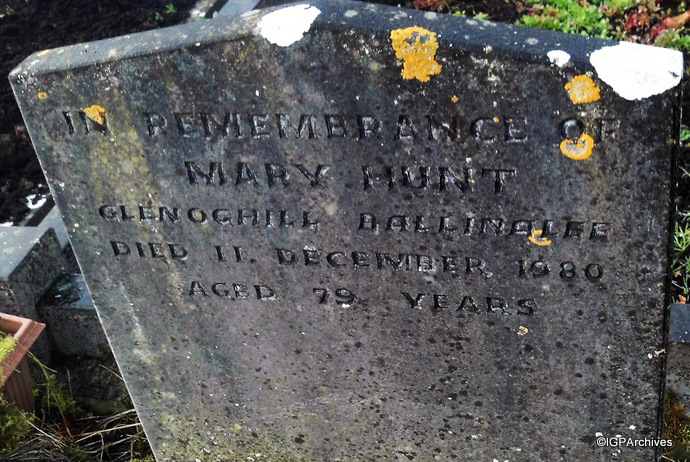 IN REMEMBRANCE OF
MARY HUNT
GLENOGHILL BALLINALEE
DIED 11. DECEMBER. 1980
AGED 79 YEARS
©IGPArchives